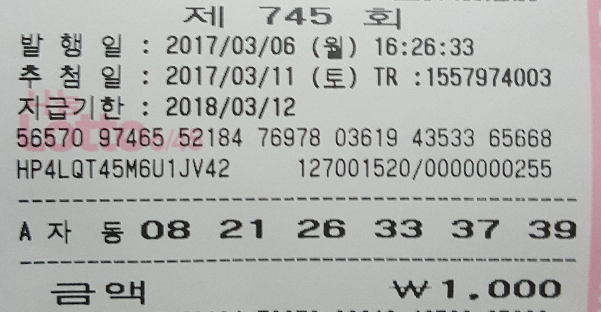 제 745 회
발 행 일 : 2017/03/06 (월) 16:26:33
추 첨 일 : 2017/03/11 (토) TR :1557974003
지급기한 : 2018/03/12
56570 97465 52184 76978 03619 43533 65668
HP4LQT45M6U1JV42 127001520/0000000255
A 자 동 08 21 26 33 37 39
금액 ₩1.000